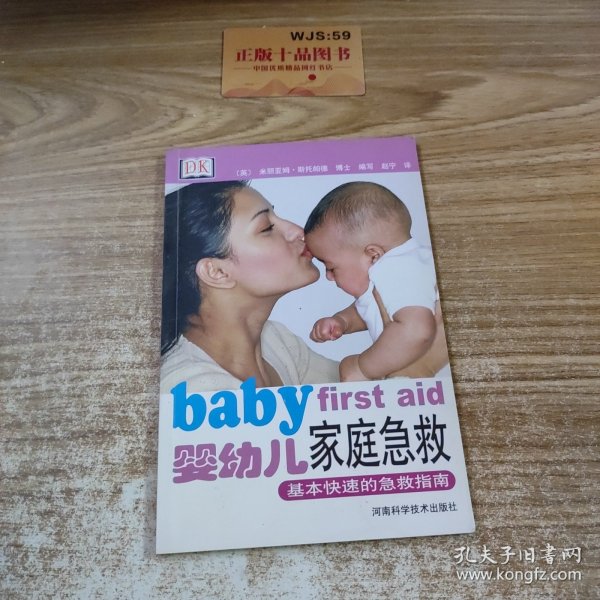 WJS:59
正版十品图书
中国优质精品网红书店
DK
(英) 米丽亚姆·斯托帕德 博士 编写 赵宁 译
baby first aid
婴幼儿家庭急救
基本快速的急救指南
河南科学技术出版社
孔夫子旧书网
www.kongfz.com